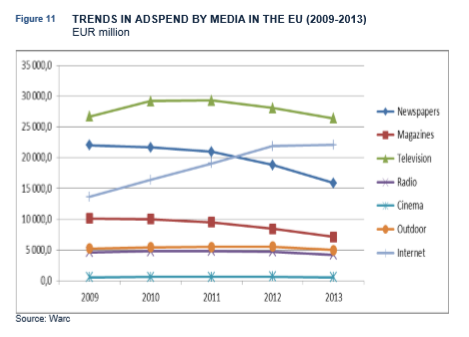 Figure 11 TRENDS IN ADSPEND BY MEDIA IN THE EU (2009-2013)
EUR million
35 000,0
30 000,0
25 000,0
20 000,0
15 000,0
10 000,0
5 000,0
0,0
2009 2010 2011 2012 2013
Newspapers
Magazines
Television
Radio
Cinema
Outdoor
Internet
Source: Warc